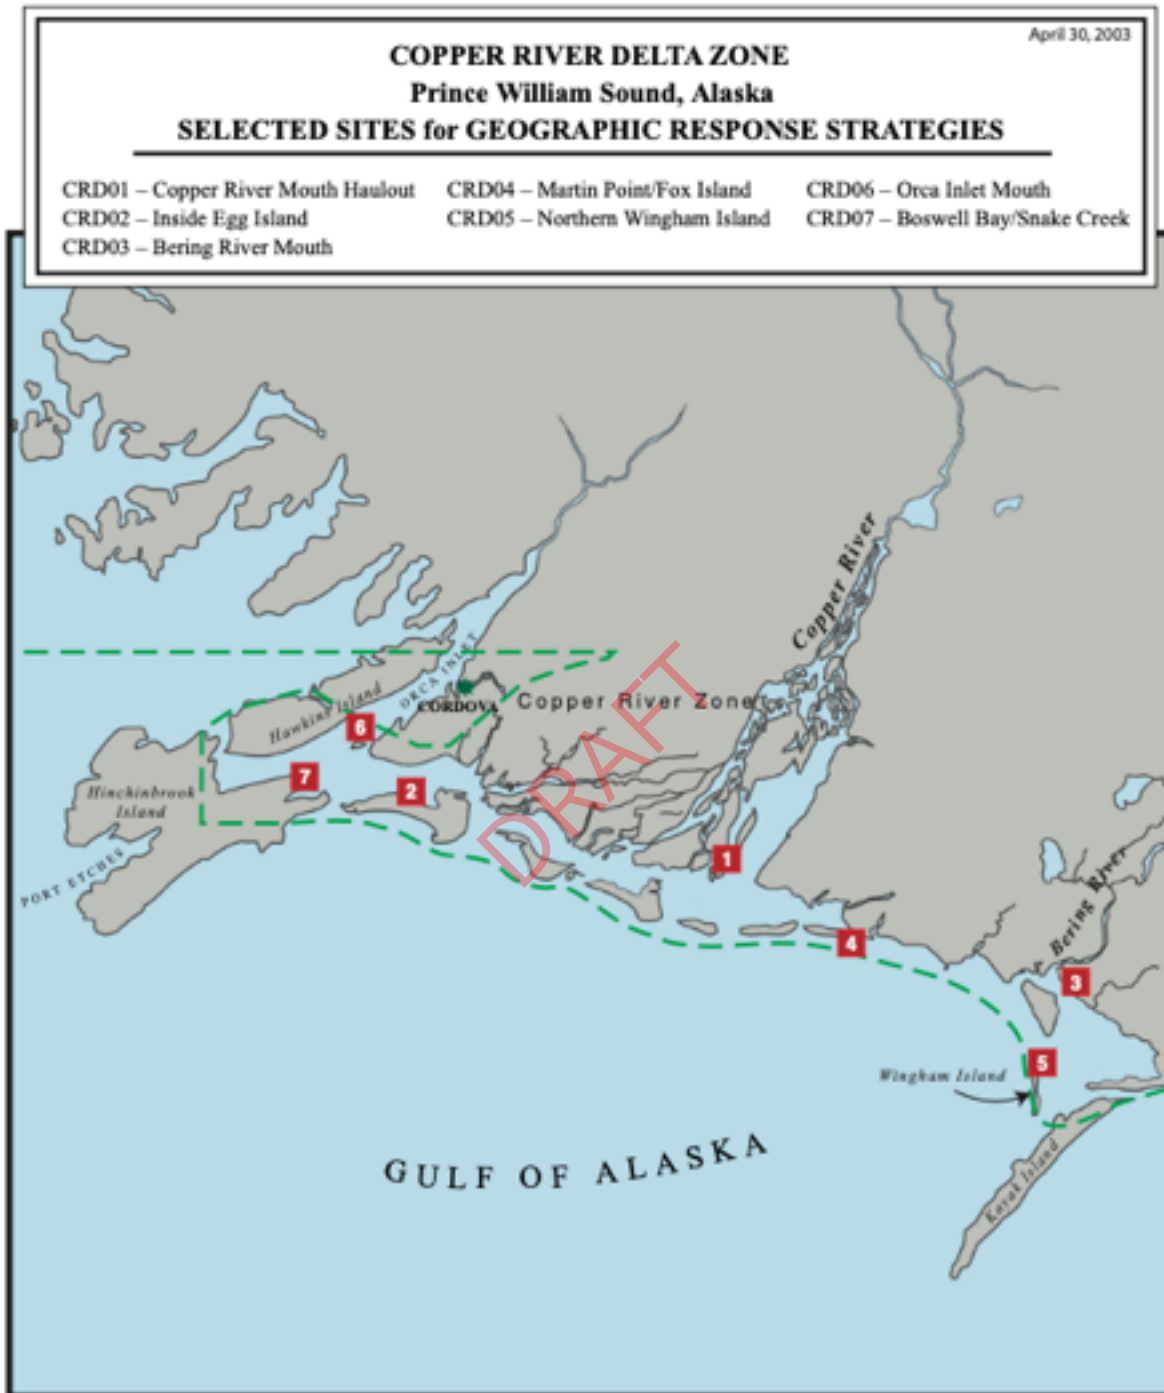 April 30, 2003
COPPER RIVER DELTA ZONE
Prince William Sound, Alaska
SELECTED SITES for GEOGRAPHIC RESPONSE STRATEGIES
CRD01 – Copper River Mouth Haulout
CRD02 – Inside Egg Island
CRD03 – Bering River Mouth
CRD04 – Martin Point/Fox Island
CRD05 – Northern Wingham Island
CRD06 – Orca Inlet Mouth
CRD07 – Boswell Bay/Snake Creek
Copper River
ORCA INLET
CORDOVA
Copper River Zone
Hawkins Island
6
7
2
Hinchinbrook
Island
PORT ETCHES
DRAFT
1
Bering River
4
3
5
Wingham Island
Kayak Island
GULF OF ALASKA